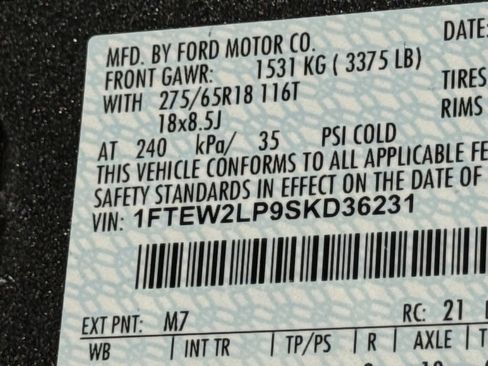 MFD. BY FORD MOTOR CO. DATE:
FRONT GAWR: 1531 KG ( 3375 LB)
WITH 275/65R18 116T TIRES
18x8.5J RIMS
AT 240 kPa/ 35 PSI COLD
THIS VEHICLE CONFORMS TO ALL APPLICABLE FE
SAFETY STANDARDS IN EFFECT ON THE DATE OF
VIN: 1FTEW2LP9SKD36231
EXT PNT: M7 RC: 21
WB INT TR TP/PS R AXLE